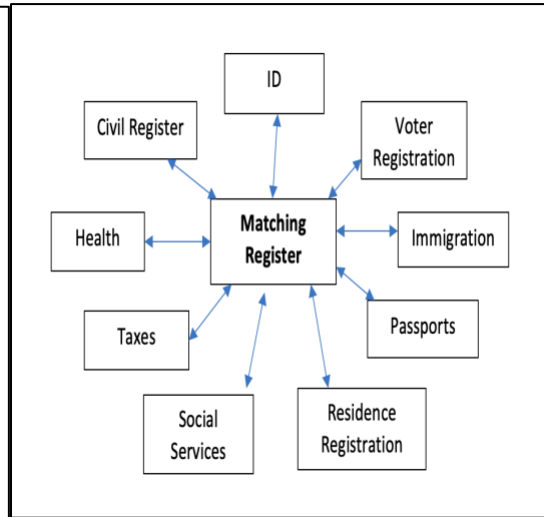 ID
Civil Register
Voter
Registration
Matching
Register
Health
Immigration
Taxes
Passports
Social
Services
Residence
Registration